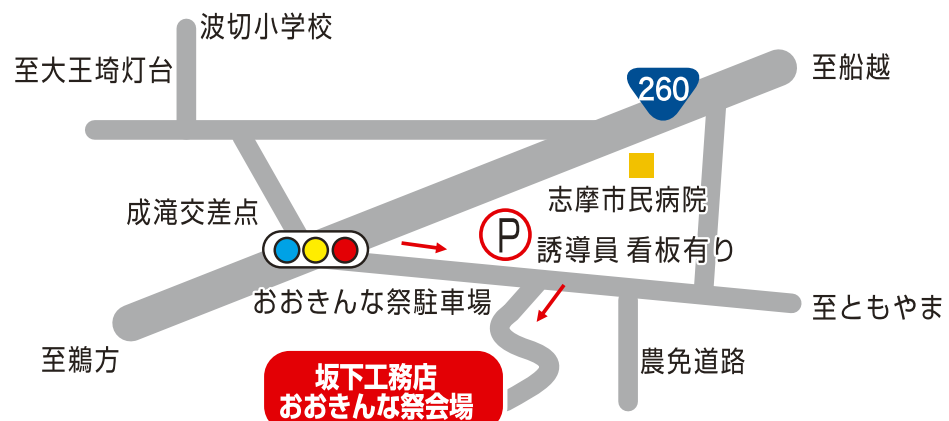 波切小学校
至大王埼灯台
至船越
260
志摩市民病院
成滝交差点
P
誘導員 看板有り
おおきんな祭駐車場
至ともやま
至鵜方
農免道路
坂下工務店
おおきんな祭会場